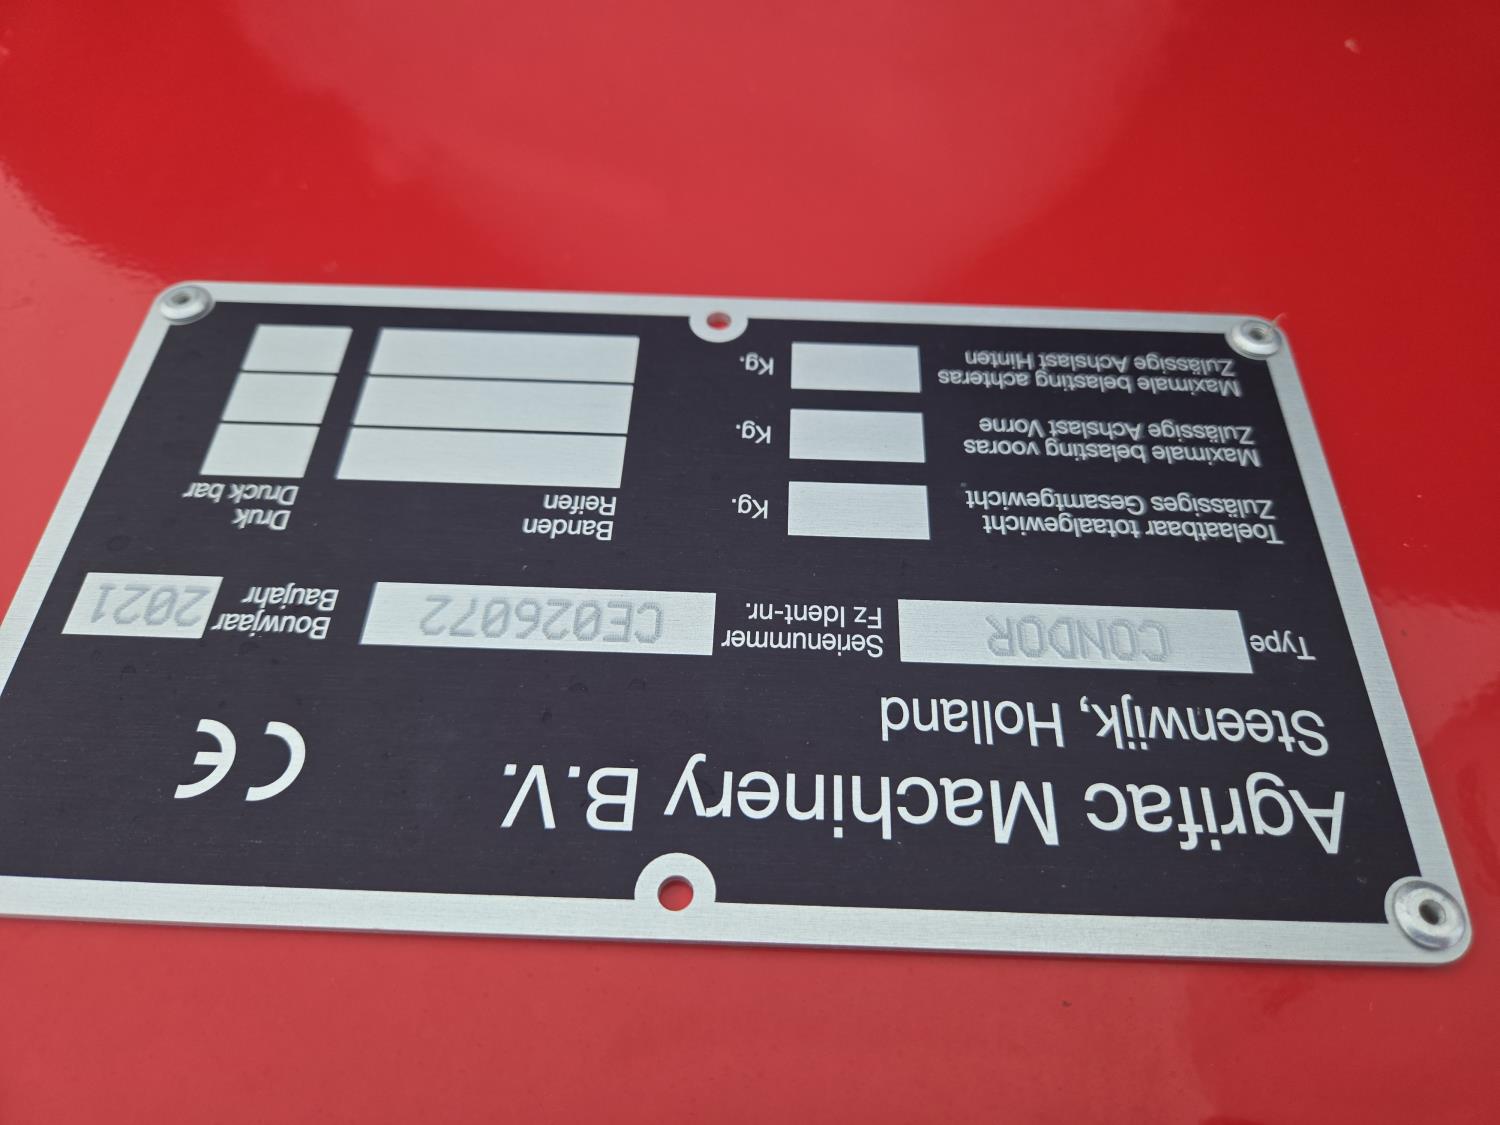 Agrifac Machinery B.V.
Steenwijk, Holland
CE
Type CONDOR
Serienummer
Fz Ident-nr. CE026072
Bouwjaar
Baujahr 2021
Toelaatbaar totaalgewicht
Zulässiges Gesamtgewicht Kg.
Maximale belasting vooras
Zulässige Achslast Vorne Kg.
Maximale belasting achteras
Zulässige Achslast Hinten Kg.
Banden
Reifen
Druk
Druck bar